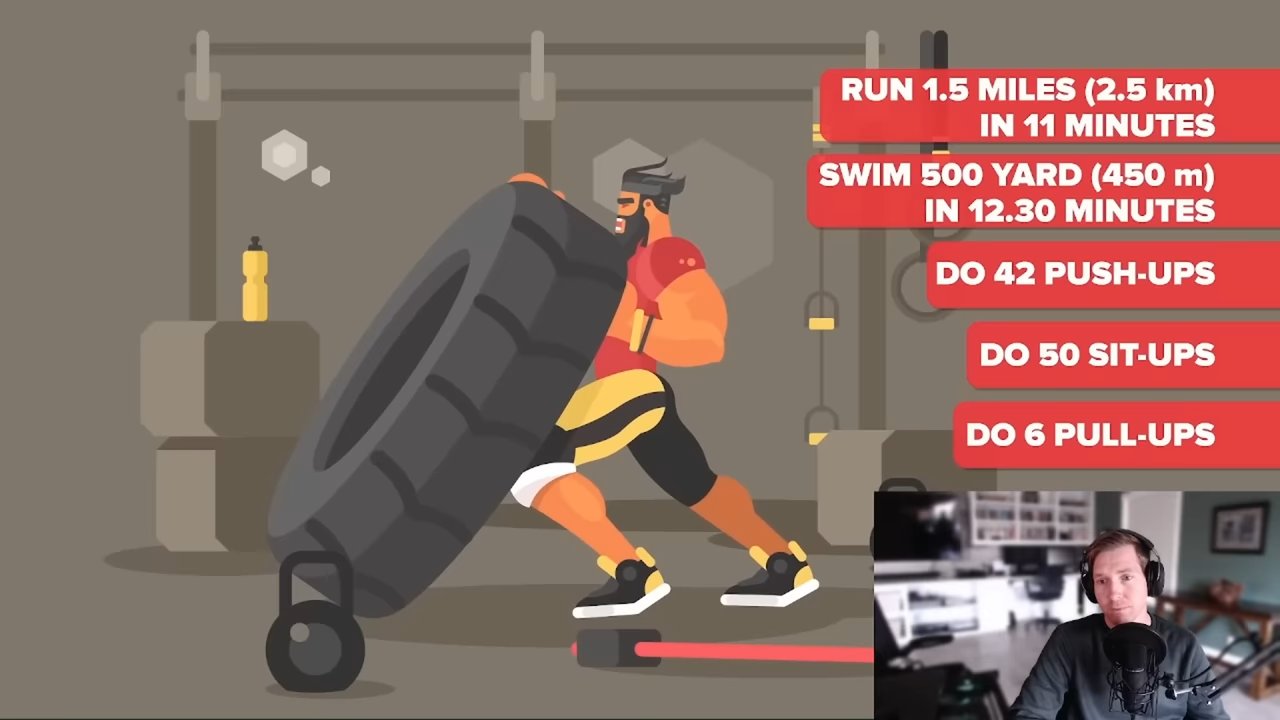 RUN 1.5 MILES (2.5 km)
IN 11 MINUTES
SWIM 500 YARD (450 m)
IN 12.30 MINUTES
DO 42 PUSH-UPS
DO 50 SIT-UPS
DO 6 PULL-UPS